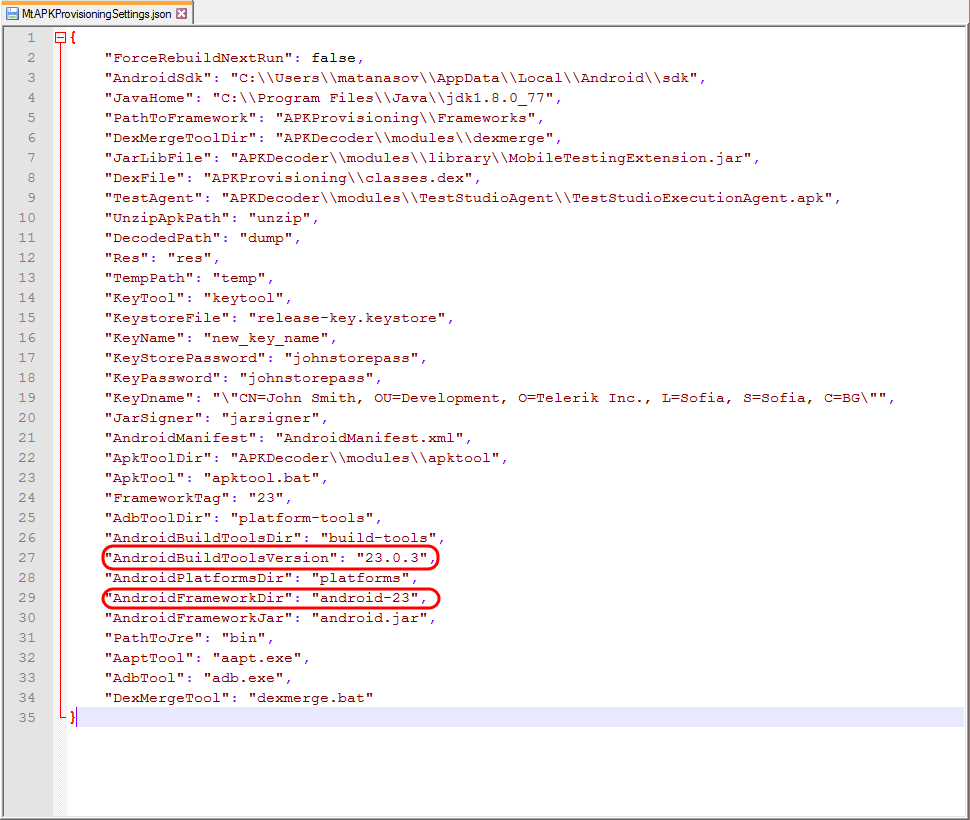 MtAPKProvisioningSettings.json
1 {
2 "ForceRebuildNextRun": false,
3 "AndroidSdk": "C:\\Users\\matanasov\\AppData\\Local\\Android\\sdk",
4 "JavaHome": "C:\\Program Files\\Java\\jdk1.8.0_77",
5 "PathToFramework": "APKProvisioning\\Frameworks",
6 "DexMergeToolDir": "APKDecoder\\modules\\dexmerge",
7 "JarLibFile": "APKDecoder\\modules\\library\\MobileTestingExtension.jar",
8 "DexFile": "APKProvisioning\\classes.dex",
9 "TestAgent": "APKDecoder\\modules\\TestStudioAgent\\TestStudioExecutionAgent.apk",
10 "UnzipApkPath": "unzip",
11 "DecodedPath": "dump",
12 "Res": "res",
13 "TempPath": "temp",
14 "KeyTool": "keytool",
15 "KeystoreFile": "release-key.keystore",
16 "KeyName": "new_key_name",
17 "KeyStorePassword": "johnstorepass",
18 "KeyPassword": "johnstorepass",
19 "KeyDname": "\"CN=John Smith, OU=Development, O=Telerik Inc., L=Sofia, S=Sofia, C=BG\"",
20 "JarSigner": "jarsigner",
21 "AndroidManifest": "AndroidManifest.xml",
22 "ApkToolDir": "APKDecoder\\modules\\apktool",
23 "ApkTool": "apktool.bat",
24 "FrameworkTag": "23",
25 "AdbToolDir": "platform-tools",
26 "AndroidBuildToolsDir": "build-tools",
27 "AndroidBuildToolsVersion": "23.0.3",
28 "AndroidPlatformsDir": "platforms",
29 "AndroidFrameworkDir": "android-23",
30 "AndroidFrameworkJar": "android.jar",
31 "PathToJre": "bin",
32 "AaptTool": "aapt.exe",
33 "AdbTool": "adb.exe",
34 "DexMergeTool": "dexmerge.bat"
35 }